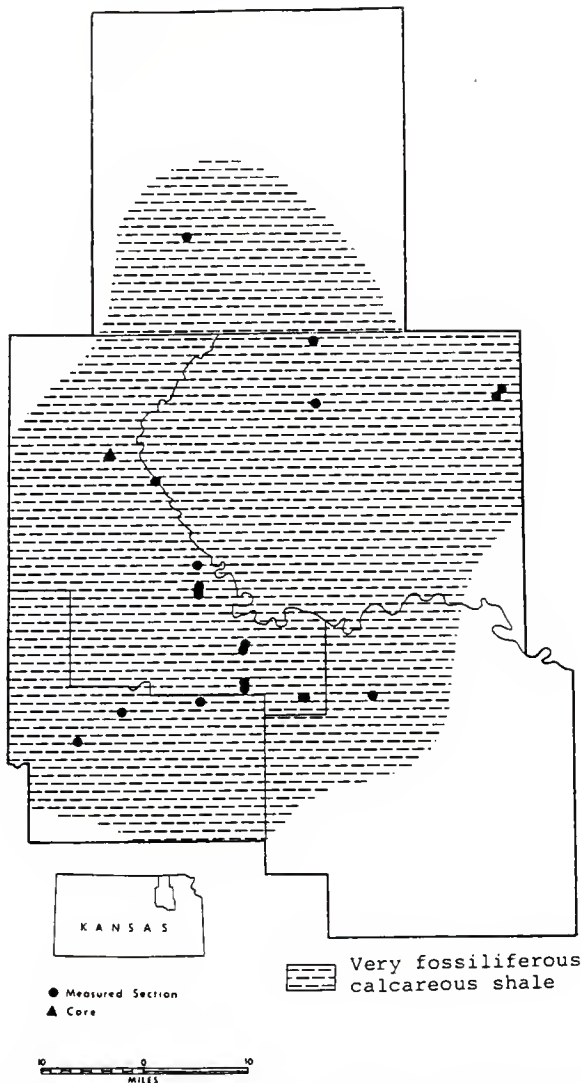 KANSAS
Measured Section
Core
Very fossiliferous
calcareous shale
10 0 10
MILES